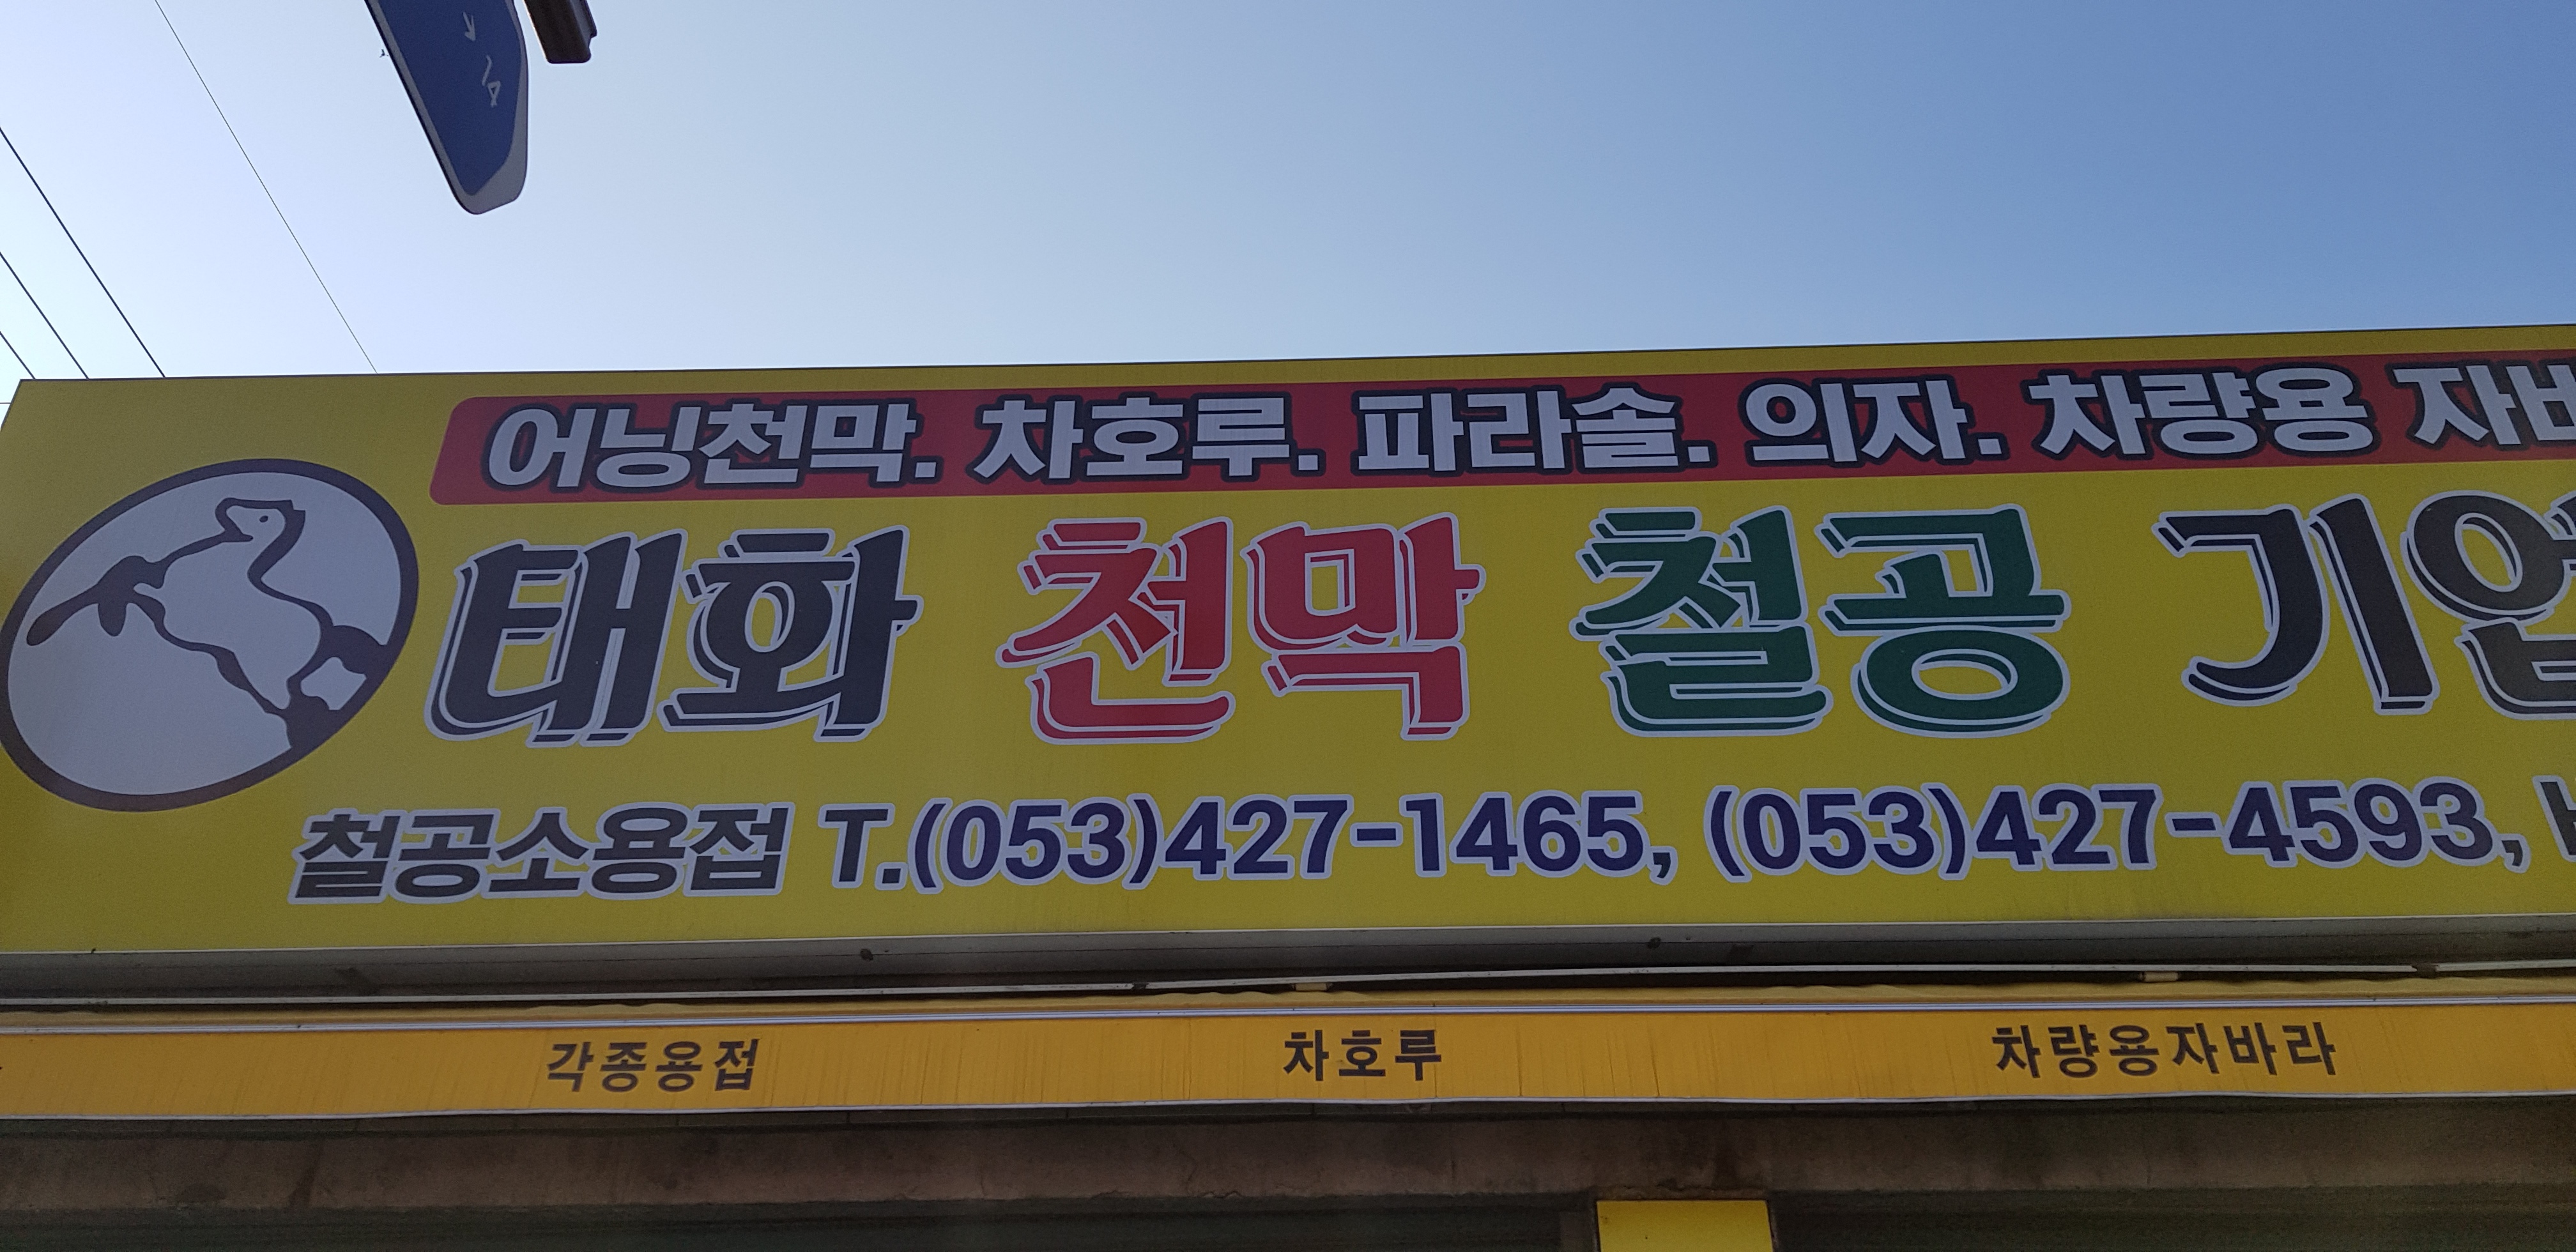 어닝천막. 차호루. 파라솔. 의자. 차량용 자바
태화 천막 철공 기업
철공소용접 T.(053)427-1465, (053)427-4593,
각종용접 차호루 차량용자바라